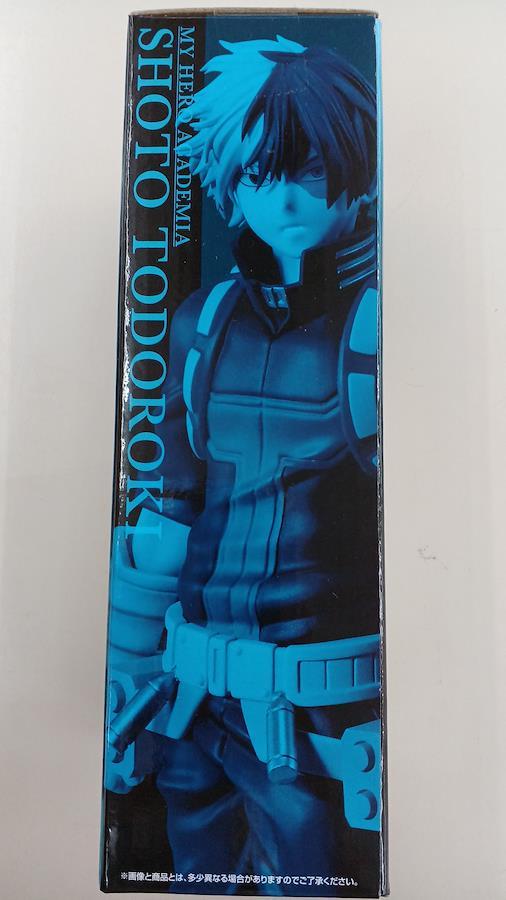 MY HERO ACADEMIA
SHOTO TODOROKI
※画像と商品とは、多少異なる場合がありますのでご了承ください。